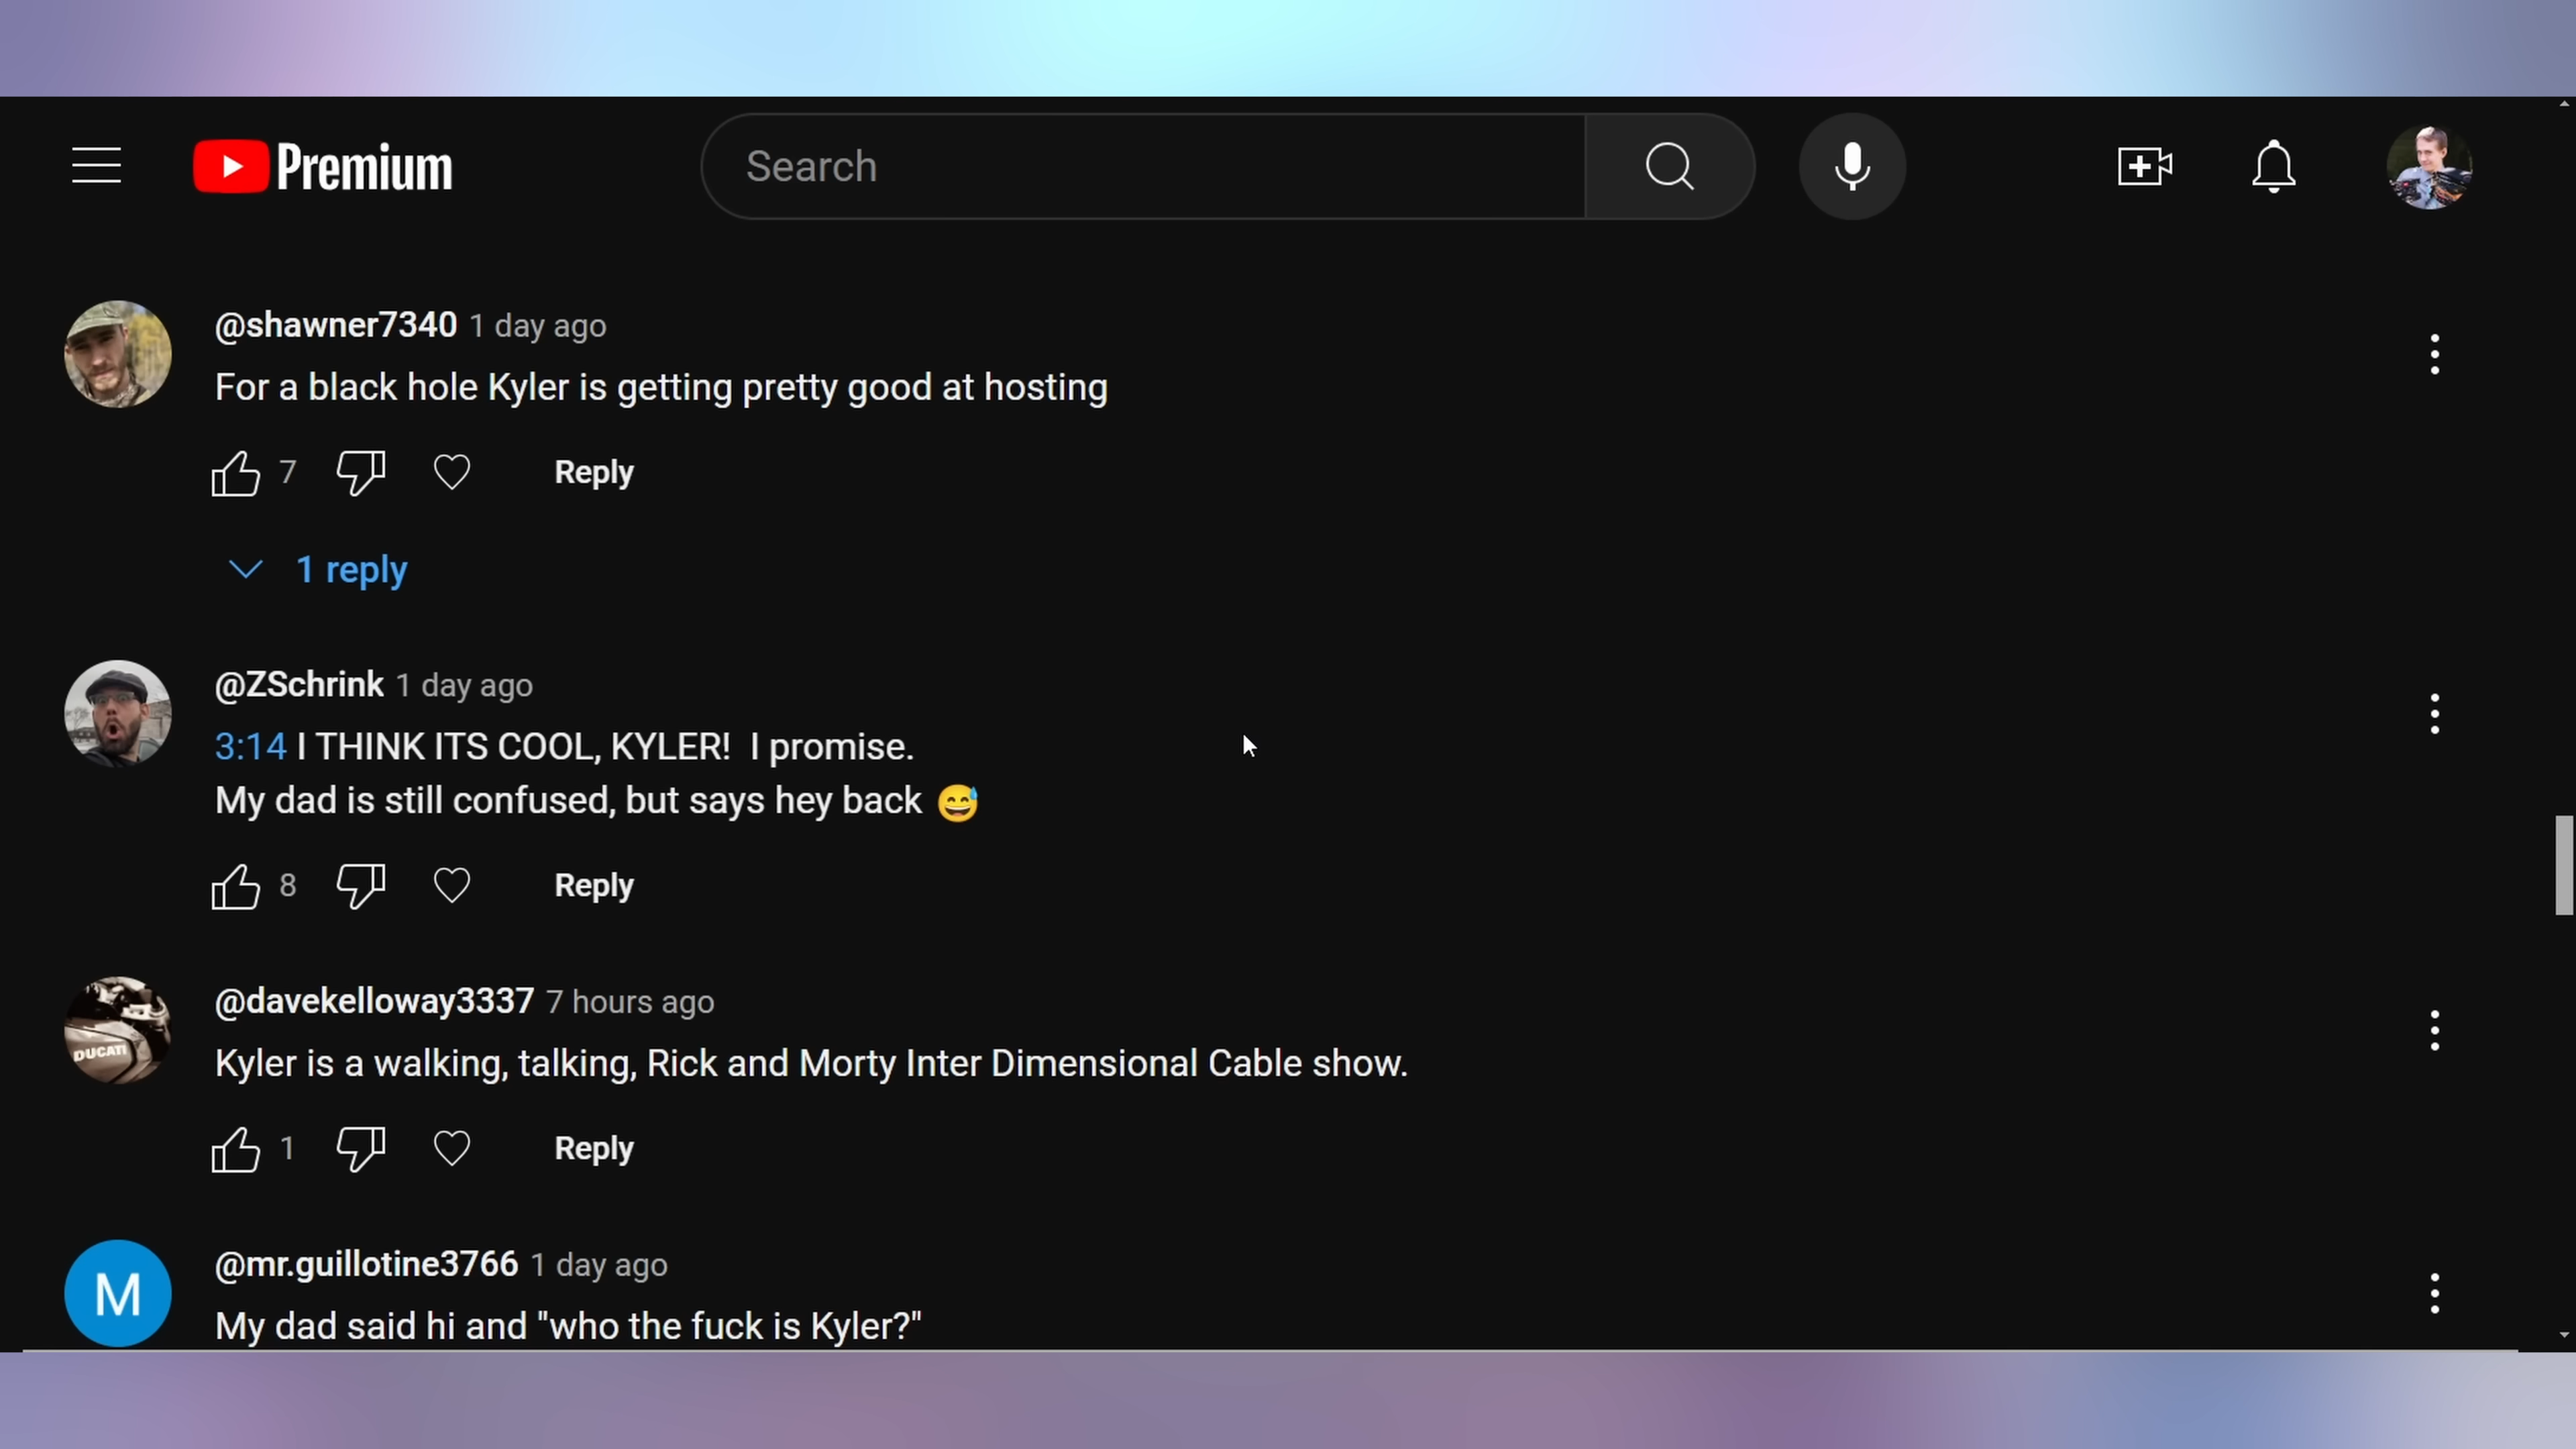 Premium
Search
@shawner7340 1 day ago
For a black hole Kyler is getting pretty good at hosting
7
Reply
1 reply
@ZSchrink 1 day ago
3:14 I THINK ITS COOL, KYLER!  I promise.
My dad is still confused, but says hey back 😅
8
Reply
DUCATI
@davekelloway3337 7 hours ago
Kyler is a walking, talking, Rick and Morty Inter Dimensional Cable show.
1
Reply
M
@mr.guillotine3766 1 day ago
My dad said hi and "who the fuck is Kyler?"